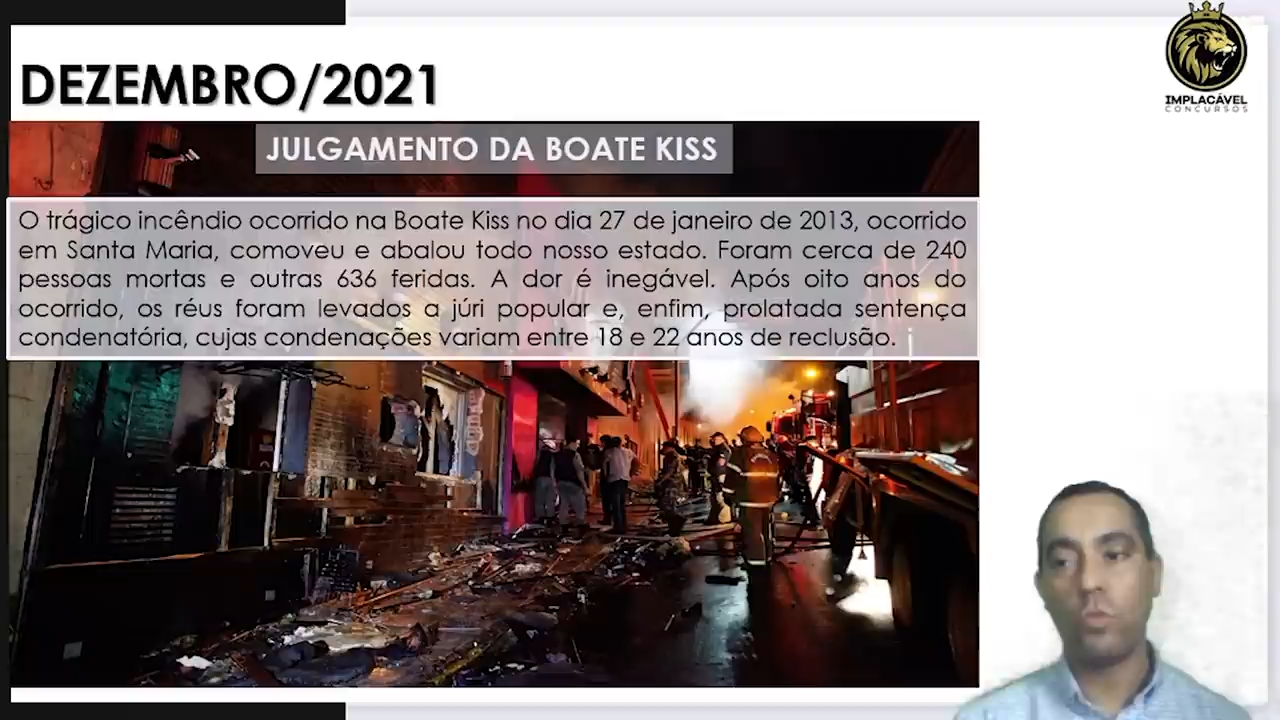 DEZEMBRO/2021
IMPLACÁVEL
CONCURSOS
JULGAMENTO DA BOATE KISS
O trágico incêndio ocorrido na Boate Kiss no dia 27 de janeiro de 2013, ocorrido
em Santa Maria, comoveu e abalou todo nosso estado. Foram cerca de 240
pessoas mortas e outras 636 feridas. A dor é inegável. Após oito anos do
ocorrido, os réus foram levados a júri popular e, enfim, prolatada sentença
condenatória, cujas condenações variam entre 18 e 22 anos de reclusão.